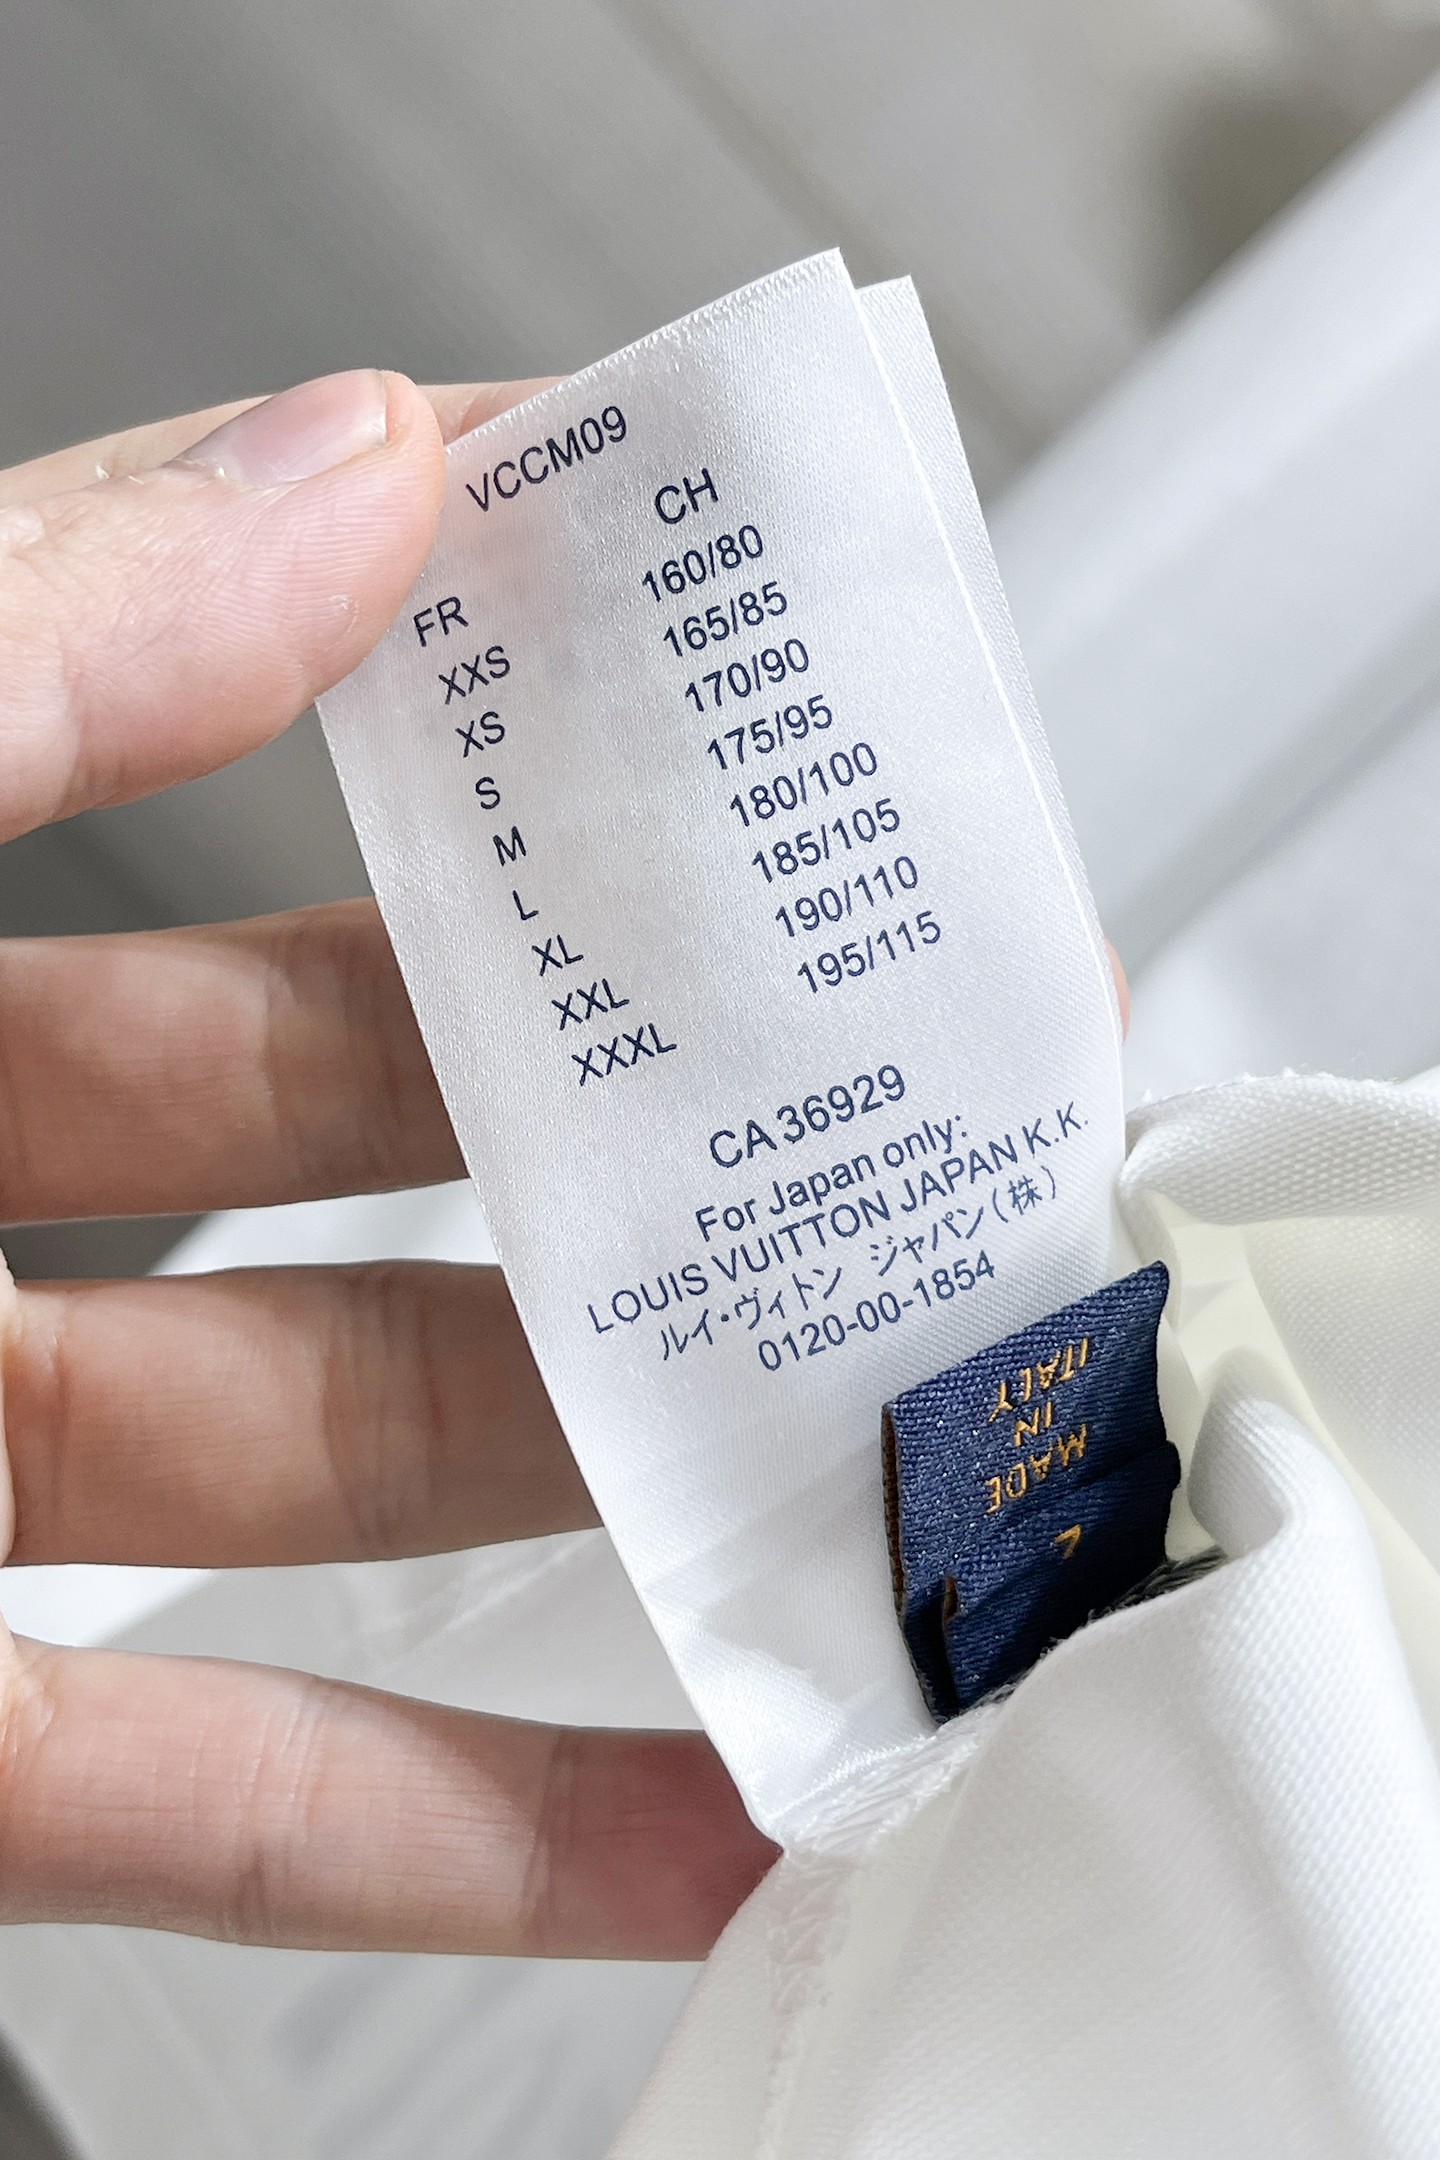 VCCM09
FR CH
XXS 160/80
XS 165/85
S 170/90
M 175/95
L 180/100
XL 185/105
XXL 190/110
XXXL 195/115
CA 36929
For Japan only:
LOUIS VUITTON JAPAN K.K.
ルイ・ヴィトン ジャパン(株)
0120-00-1854
MADE
IN
ITALY